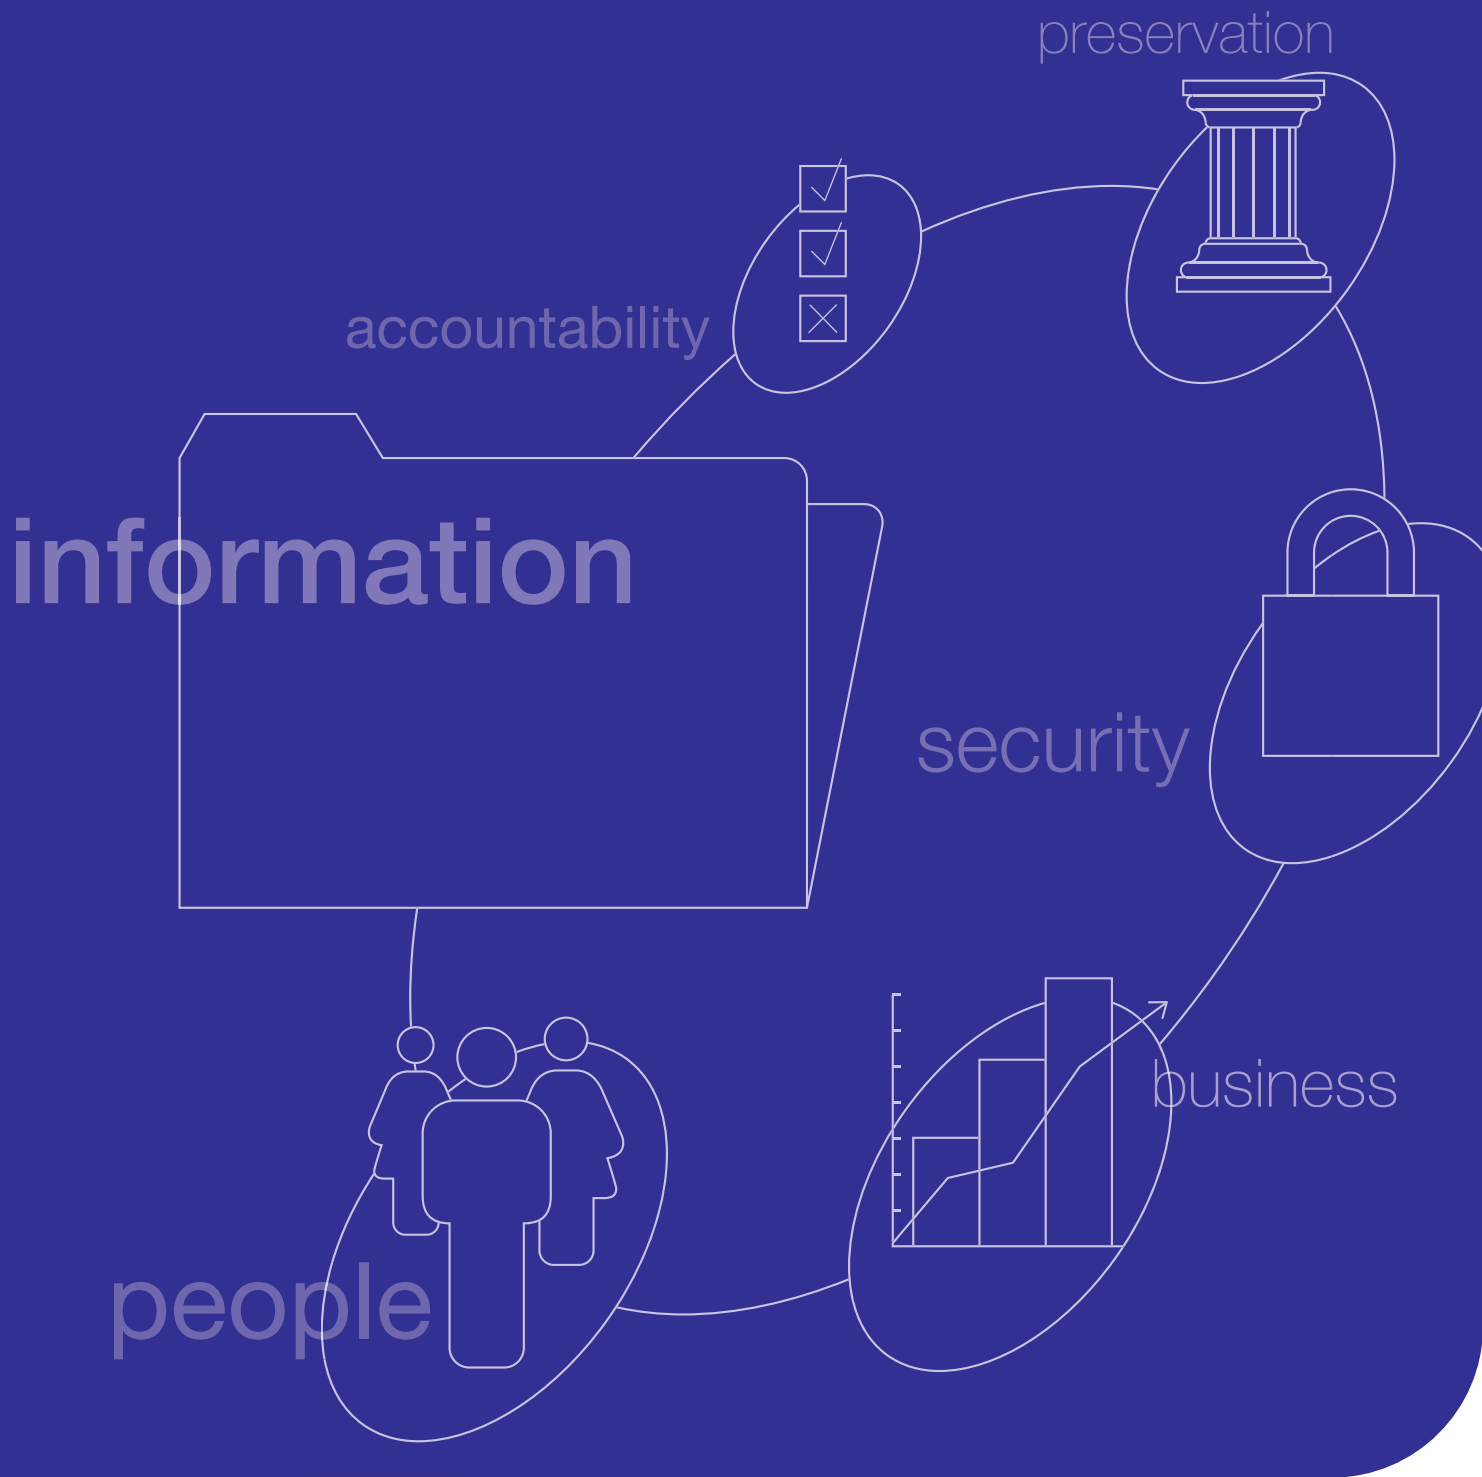 preservation
accountability
information
security
business
people